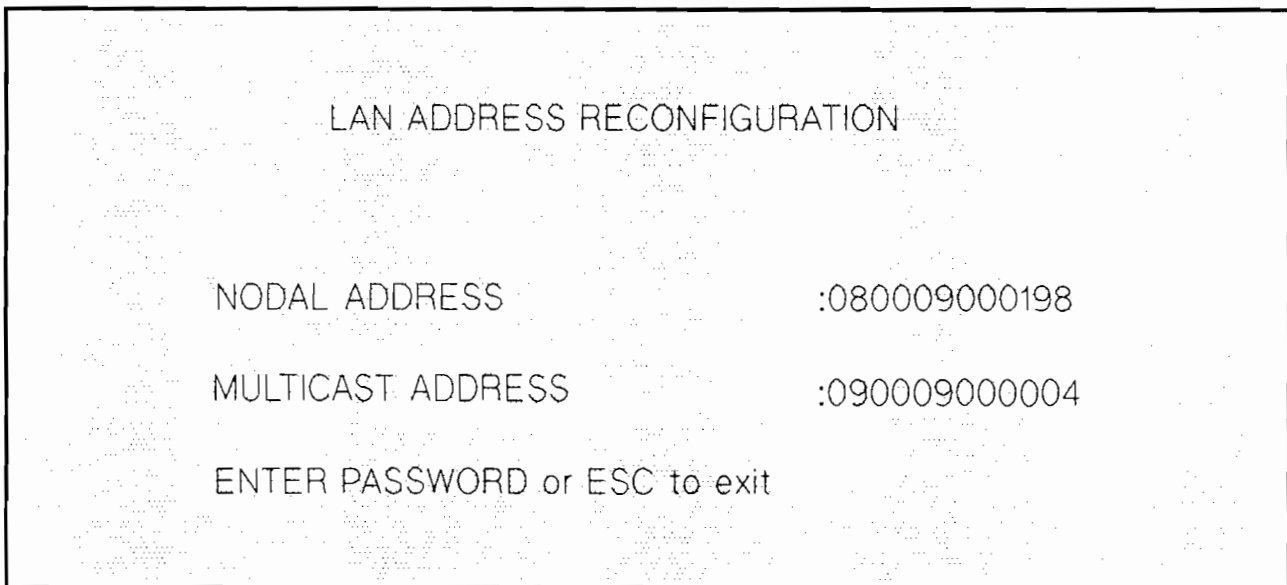 LAN ADDRESS RECONFIGURATION
NODAL ADDRESS :080009000198
MULTICAST ADDRESS :090009000004
ENTER PASSWORD or ESC to exit